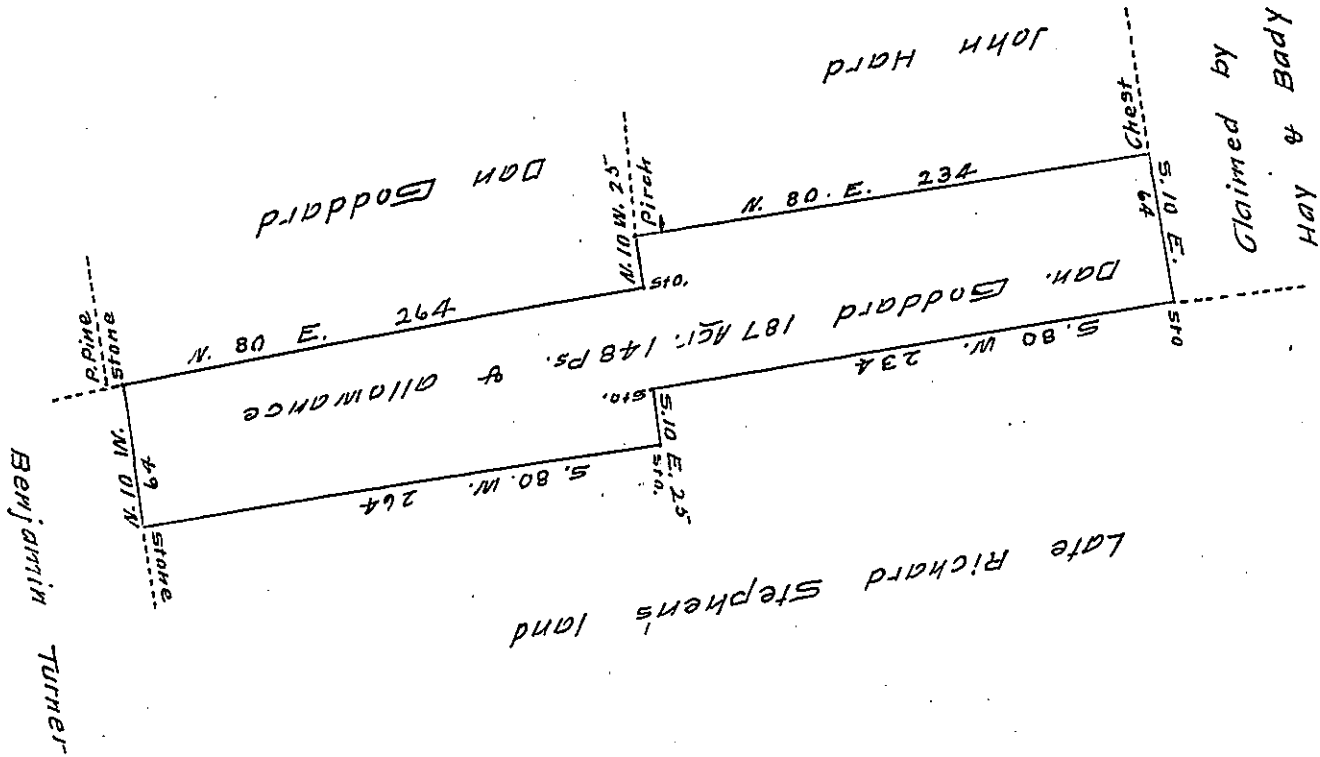 John Hard
Claimed by
Hay & Bady
Dan Goddard
N. 10 W. 25
Pirch
Chest
N. 80. E. 234
S. 10 E.
64
P. Pine
Stone
N. 80 E. 264
Sto.
Dan. Goddard 187 Acr. 148 Ps.
& allowance
Sto
S. 80 W.
234
Sto.
S. 10 E. 25
Sto.
N. 10 W.
64
S. 80. W.
264
Stone
Benjamin Turner
Late Richard Stephen's land